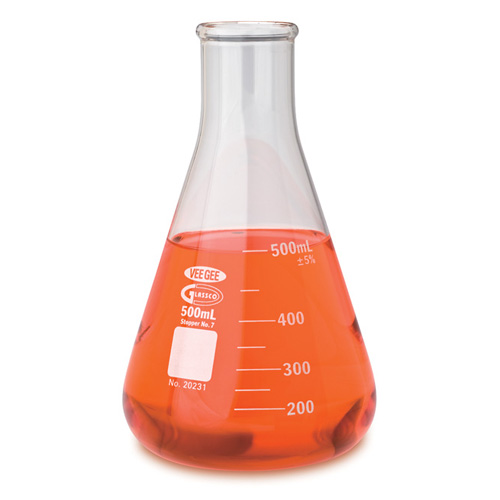 VEE GEE
GLASSCO
500mL
Stopper No. 7
No. 20231
500mL
±5%
400
300
200